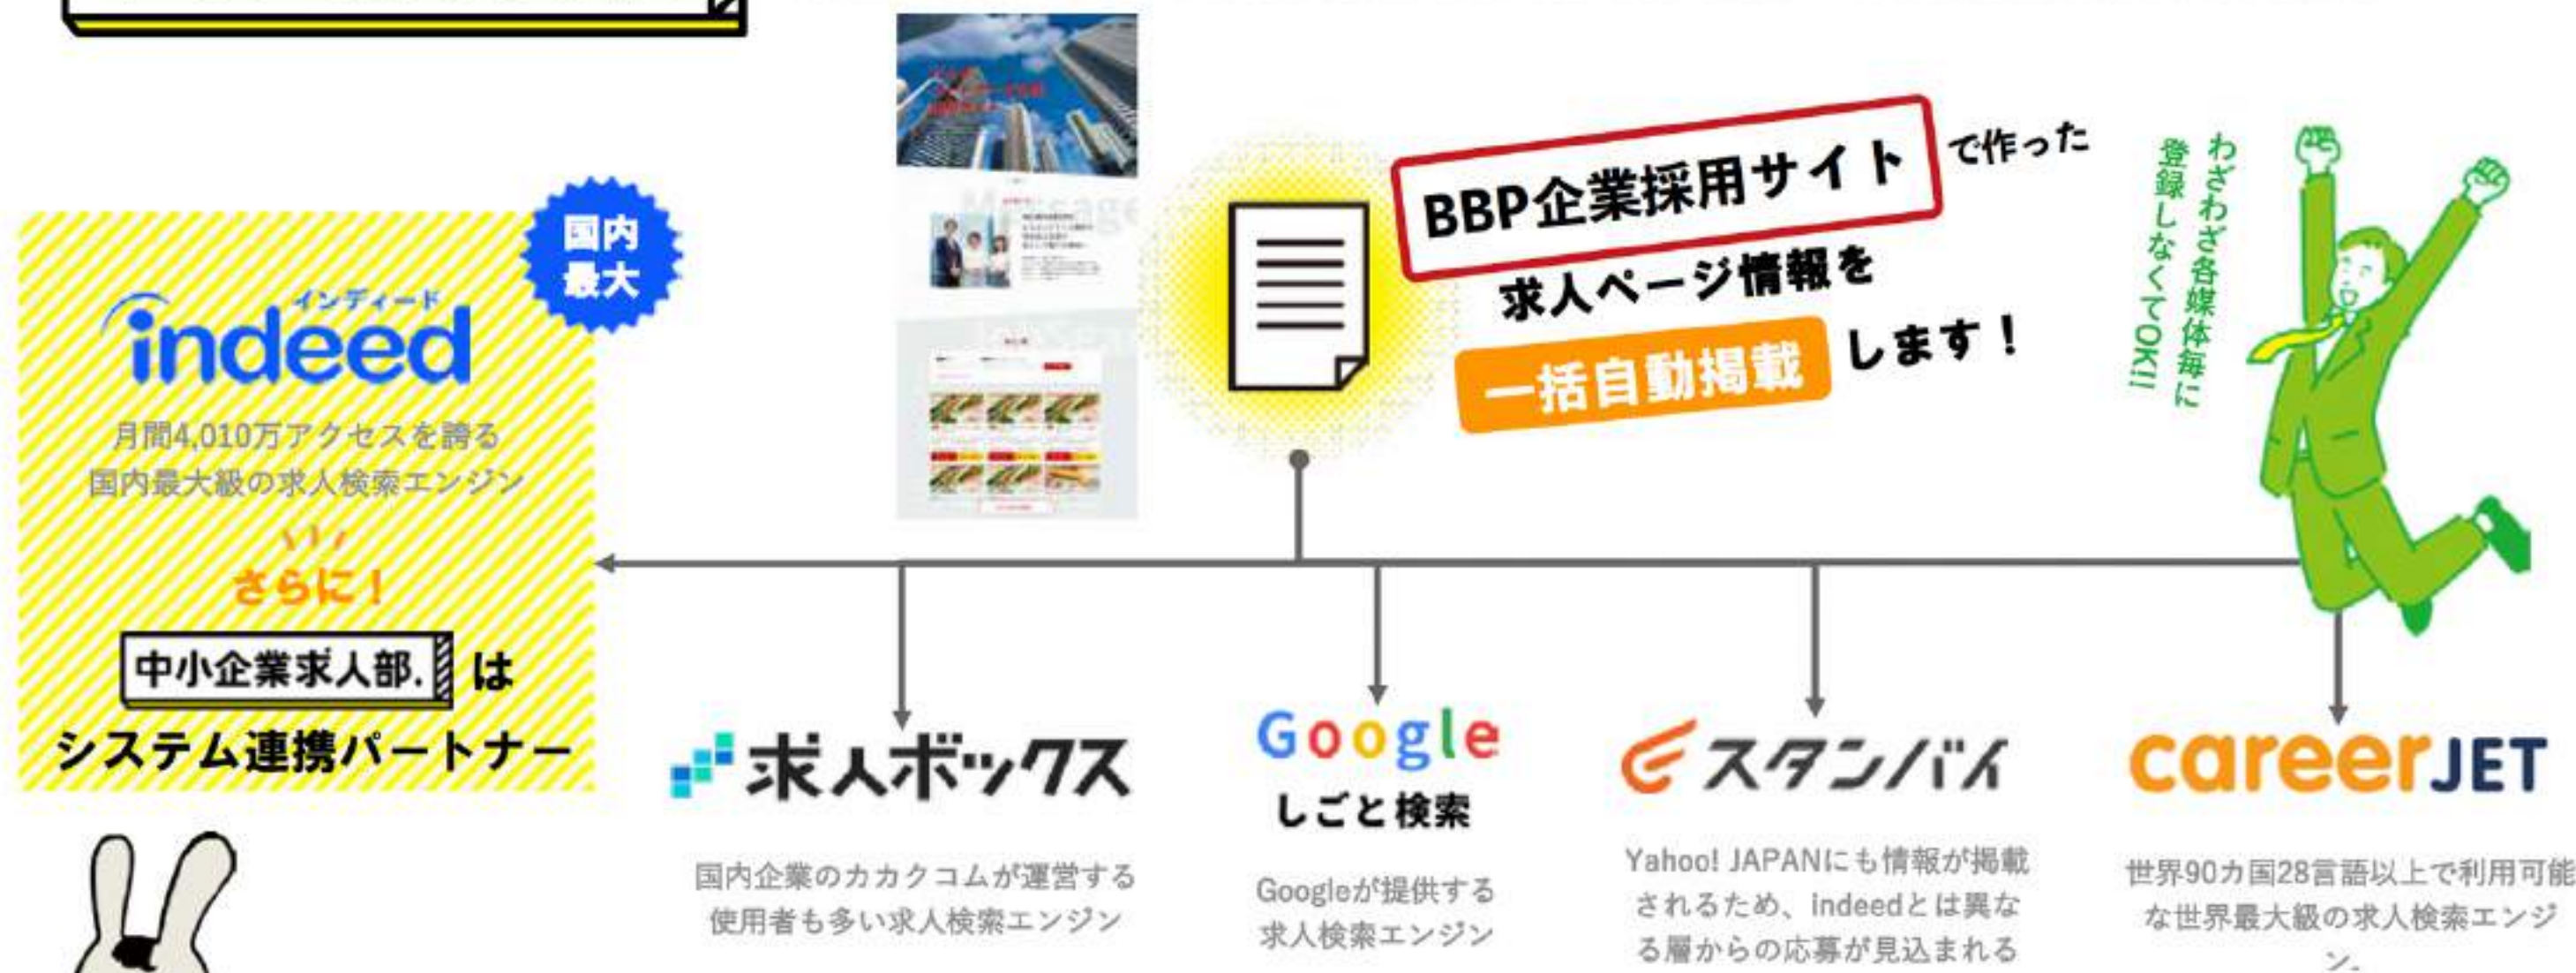 BBP企業採用サイトで作った
求人ページ情報を
一括自動掲載します！
わざわざ各媒体毎に
登録しなくてOK!!
国内
最大
インディード
indeed
月間4,010万アクセスを誇る
国内最大級の求人検索エンジン
さらに！
中小企業求人部.は
システム連携パートナー
求人ボックス
国内企業のカカクコムが運営する
使用者も多い求人検索エンジン
Google
しごと検索
Googleが提供する
求人検索エンジン
スタンバイ
Yahoo! JAPANにも情報が掲載
されるため、indeedとは異な
る層からの応募が見込まれる
careerJET
世界90カ国28言語以上で利用可能
な世界最大級の求人検索エンジ
ン。
Message